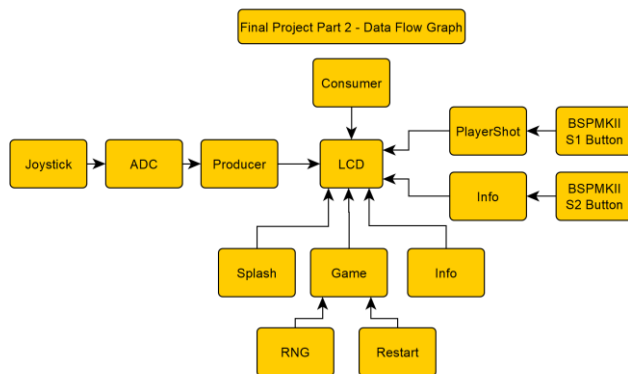 Final Project Part 2 - Data Flow Graph
Consumer
PlayerShot
BSPMKII
S1 Button
Joystick
ADC
Producer
LCD
Info
BSPMKII
S2 Button
Splash
Game
Info
RNG
Restart